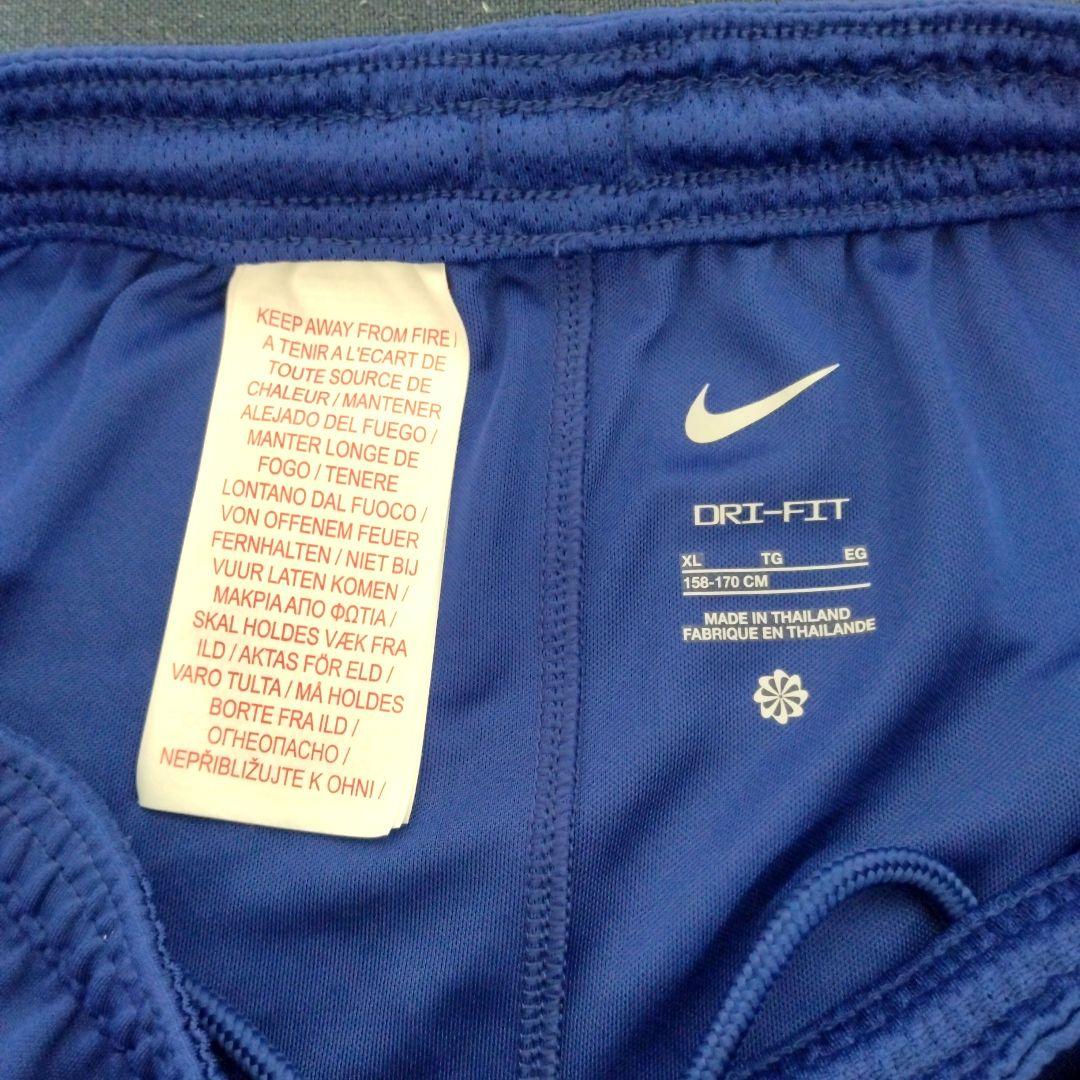 KEEP AWAY FROM FIRE
A TENIR A L'ECART DE
TOUTE SOURCE DE
CHALEUR / MANTENER
ALEJADO DEL FUEGO /
MANTER LONGE DE
FOGO / TENERE
LONTANO DAL FUOCO /
VON OFFENEM FEUER
FERNHALTEN / NIET BIJ
VUUR LATEN KOMEN /
ΜΑΚΡΙΑ ΑΠΟ ΦΩΤΙΑ /
SKAL HOLDES VÆK FRA
ILD / AKTAS FÖR ELD /
VARO TULTA / MÅ HOLDES
BORTE FRA ILD /
ОГНЕОПАСНО /
NEPŘIBLIŽUJTE K OHNI /
DRI-FIT
XL TG EG
158-170 CM
MADE IN THAILAND
FABRIQUE EN THAILANDE